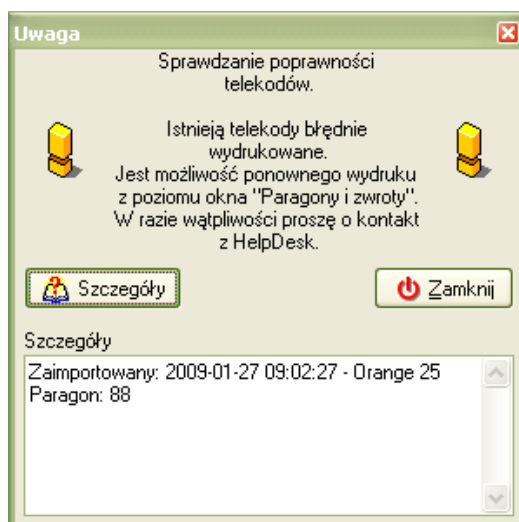 Uwaga
Sprawdzanie poprawności
telekodów.
Istnieją telekody błędnie
wydrukowane.
Jest możliwość ponownego wydruku
z poziomu okna "Paragony i zwroty".
W razie wątpliwości proszę o kontakt
z HelpDesk.
Szczegóły
Zamknij
Szczegóły
Zaimportowany: 2009-01-27 09:02:27 - Orange 25
Paragon: 88